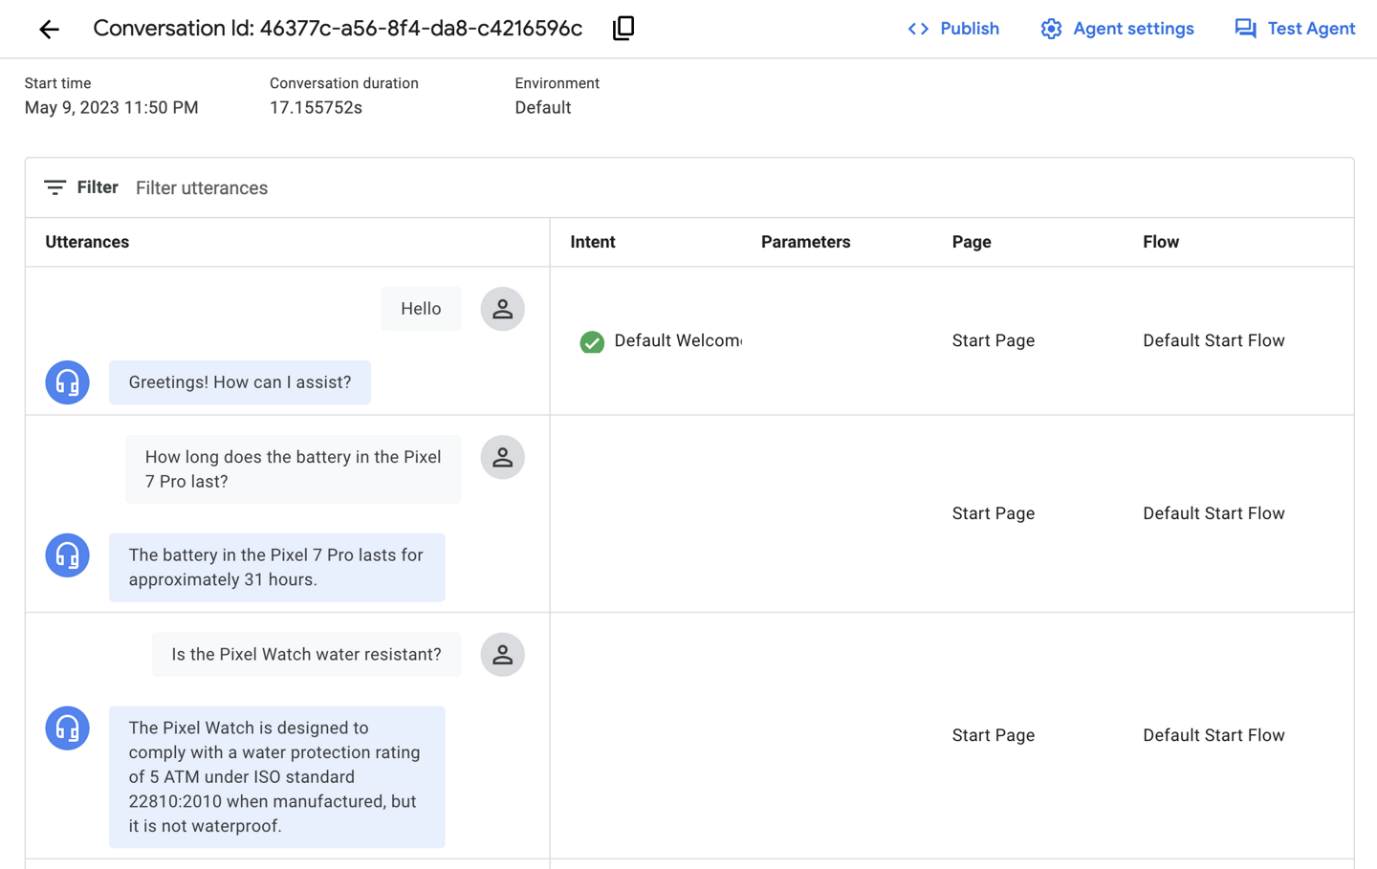 Conversation Id: 46377c-a56-8f4-da8-c4216596c
Publish
Agent settings
Test Agent
Start time
Conversation duration
Environment
May 9, 2023 11:50 PM
17.155752s
Default
Filter
Filter utterances
Utterances
Intent
Parameters
Page
Flow
Hello
Default Welcom
Start Page
Default Start Flow
Greetings! How can I assist?
How long does the battery in the Pixel
7 Pro last?
Start Page
Default Start Flow
The battery in the Pixel 7 Pro lasts for
approximately 31 hours.
Is the Pixel Watch water resistant?
The Pixel Watch is designed to
comply with a water protection rating
of 5 ATM under ISO standard
22810:2010 when manufactured, but
it is not waterproof.
Start Page
Default Start Flow